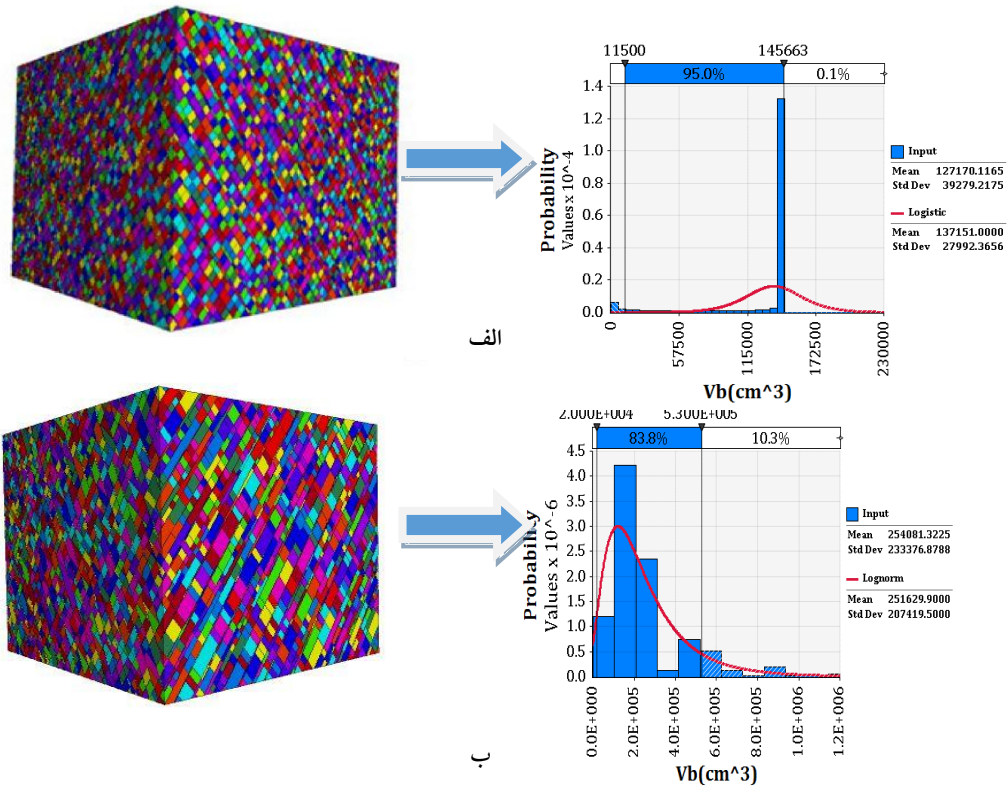 11500 145663
95.0% 0.1%
1.4
1.2
1.0
0.8
0.6
0.4
0.2
0.0
Probability
Values x 10^-4
0 57500 115000 172500 230000
Vb(cm^3)
Input
Mean 127170.1165
Std Dev 39279.2175
Logistic
Mean 137151.0000
Std Dev 27992.3656
الف
2.000E+004 5.300E+005
83.8% 10.3%
4.5
4.0
3.5
3.0
2.5
2.0
1.5
1.0
0.5
0.0
Probability
Values x 10^-6
0.0E+000 2.0E+005 4.0E+005 6.0E+005 8.0E+005 1.0E+006 1.2E+006
Vb(cm^3)
Input
Mean 254081.3225
Std Dev 233376.8788
Lognorm
Mean 251629.9000
Std Dev 207419.5000
ب